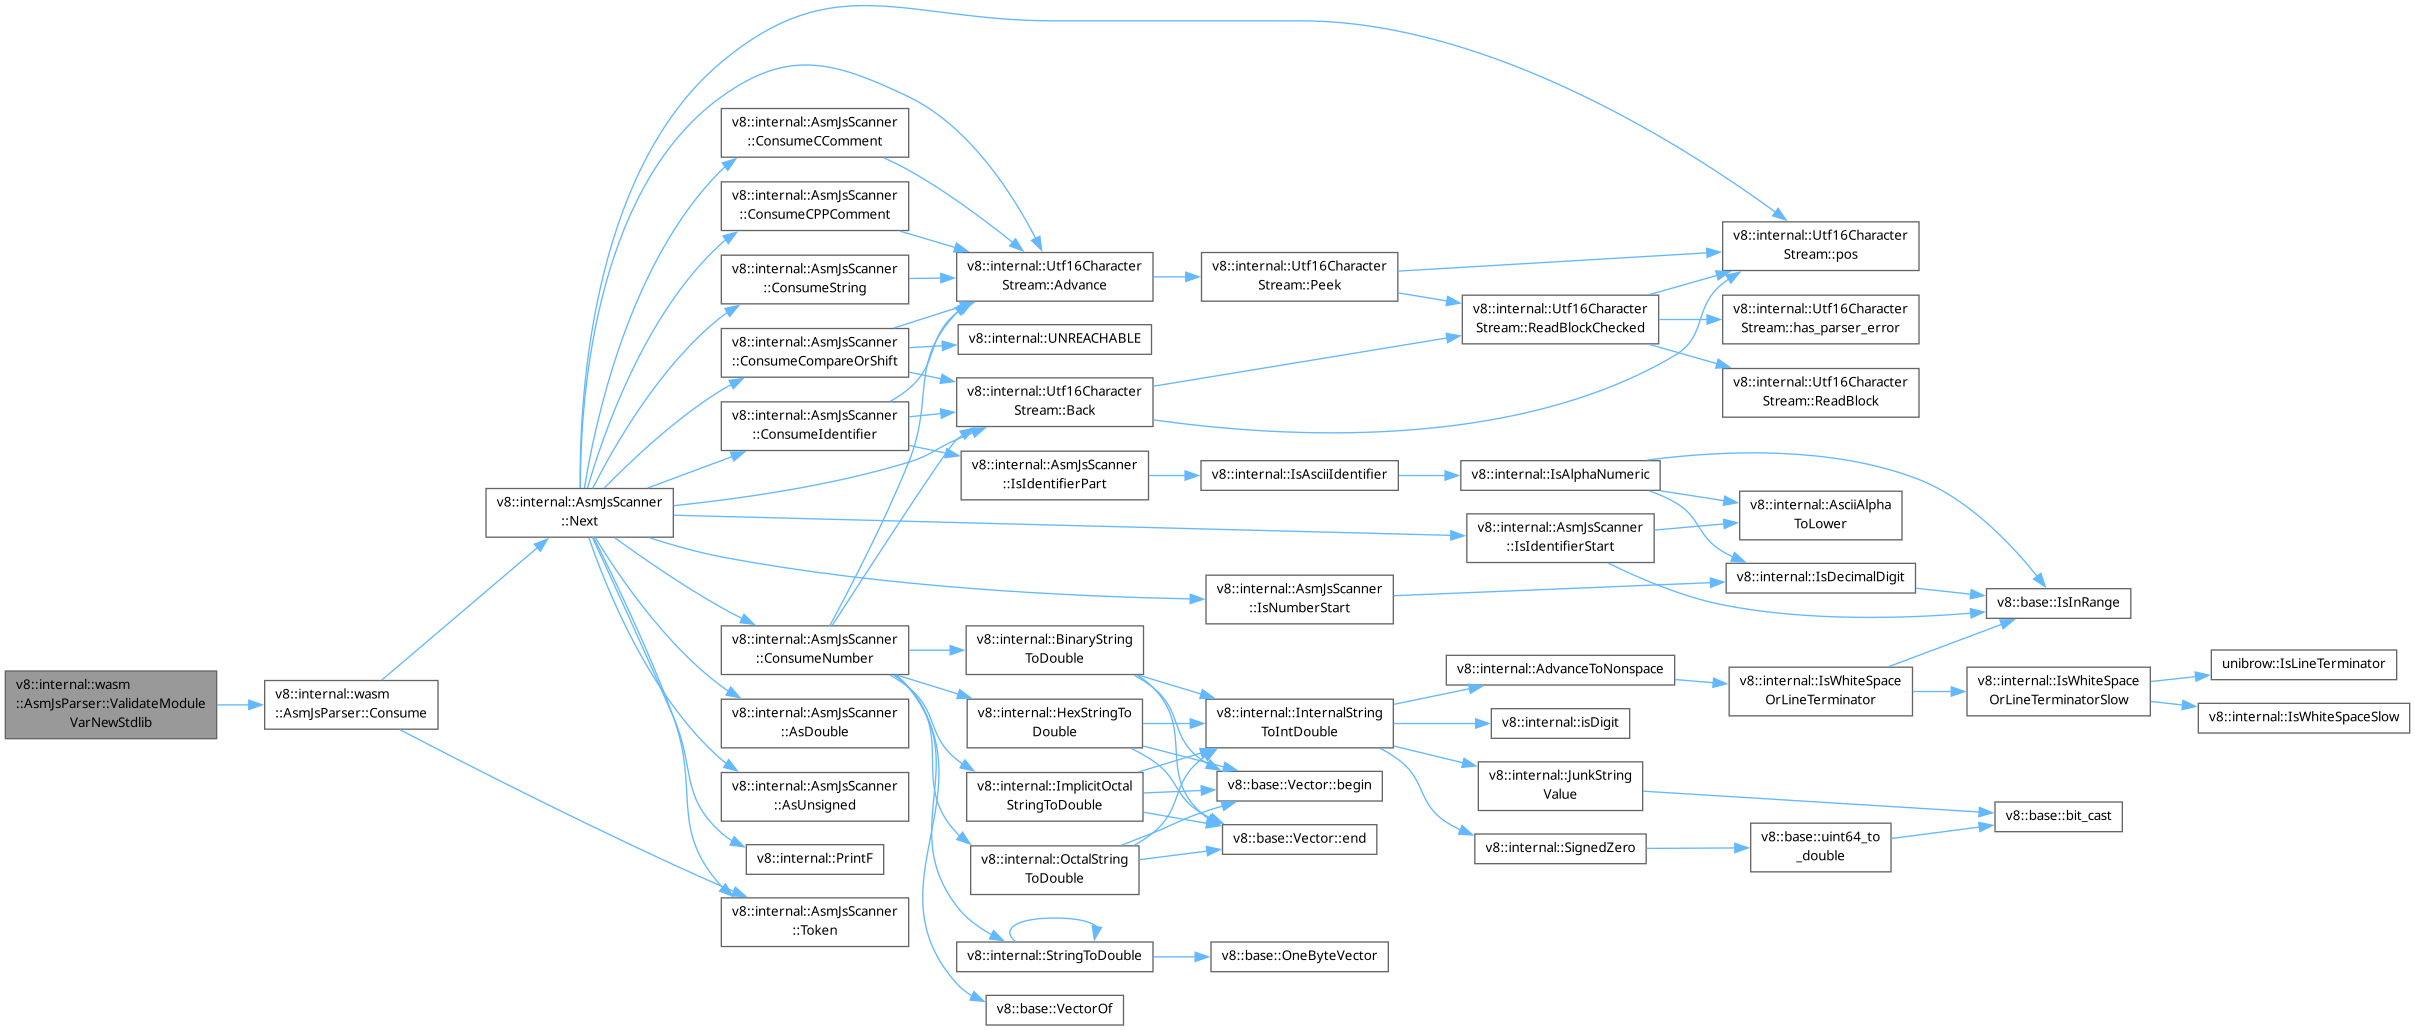 v8::internal::wasm
::AsmJsParser::ValidateModule
VarNewStdlib
v8::internal::wasm
::AsmJsParser::Consume
v8::internal::AsmJsScanner
::Next
v8::internal::AsmJsScanner
::ConsumeCComment
v8::internal::AsmJsScanner
::ConsumeCPPComment
v8::internal::AsmJsScanner
::ConsumeString
v8::internal::AsmJsScanner
::ConsumeCompareOrShift
v8::internal::AsmJsScanner
::ConsumeIdentifier
v8::internal::AsmJsScanner
::ConsumeNumber
v8::internal::AsmJsScanner
::AsDouble
v8::internal::AsmJsScanner
::AsUnsigned
v8::internal::PrintF
v8::internal::AsmJsScanner
::Token
v8::internal::Utf16Character
Stream::Advance
v8::internal::UNREACHABLE
v8::internal::Utf16Character
Stream::Back
v8::internal::AsmJsScanner
::IsIdentifierPart
v8::internal::BinaryString
ToDouble
v8::internal::HexStringTo
Double
v8::internal::ImplicitOctal
StringToDouble
v8::internal::OctalString
ToDouble
v8::internal::StringToDouble
v8::base::VectorOf
v8::internal::Utf16Character
Stream::Peek
v8::internal::IsAsciiIdentifier
v8::internal::AsmJsScanner
::IsNumberStart
v8::internal::InternalString
ToIntDouble
v8::base::Vector::begin
v8::base::Vector::end
v8::base::OneByteVector
v8::internal::Utf16Character
Stream::ReadBlockChecked
v8::internal::IsAlphaNumeric
v8::internal::AsmJsScanner
::IsIdentifierStart
v8::internal::AdvanceToNonspace
v8::internal::isDigit
v8::internal::JunkString
Value
v8::internal::SignedZero
v8::internal::Utf16Character
Stream::pos
v8::internal::Utf16Character
Stream::has_parser_error
v8::internal::Utf16Character
Stream::ReadBlock
v8::internal::AsciiAlpha
ToLower
v8::internal::IsDecimalDigit
v8::internal::IsWhiteSpace
OrLineTerminator
v8::base::uint64_to
_double
v8::base::IsInRange
v8::internal::IsWhiteSpace
OrLineTerminatorSlow
v8::base::bit_cast
unibrow::IsLineTerminator
v8::internal::IsWhiteSpaceSlow